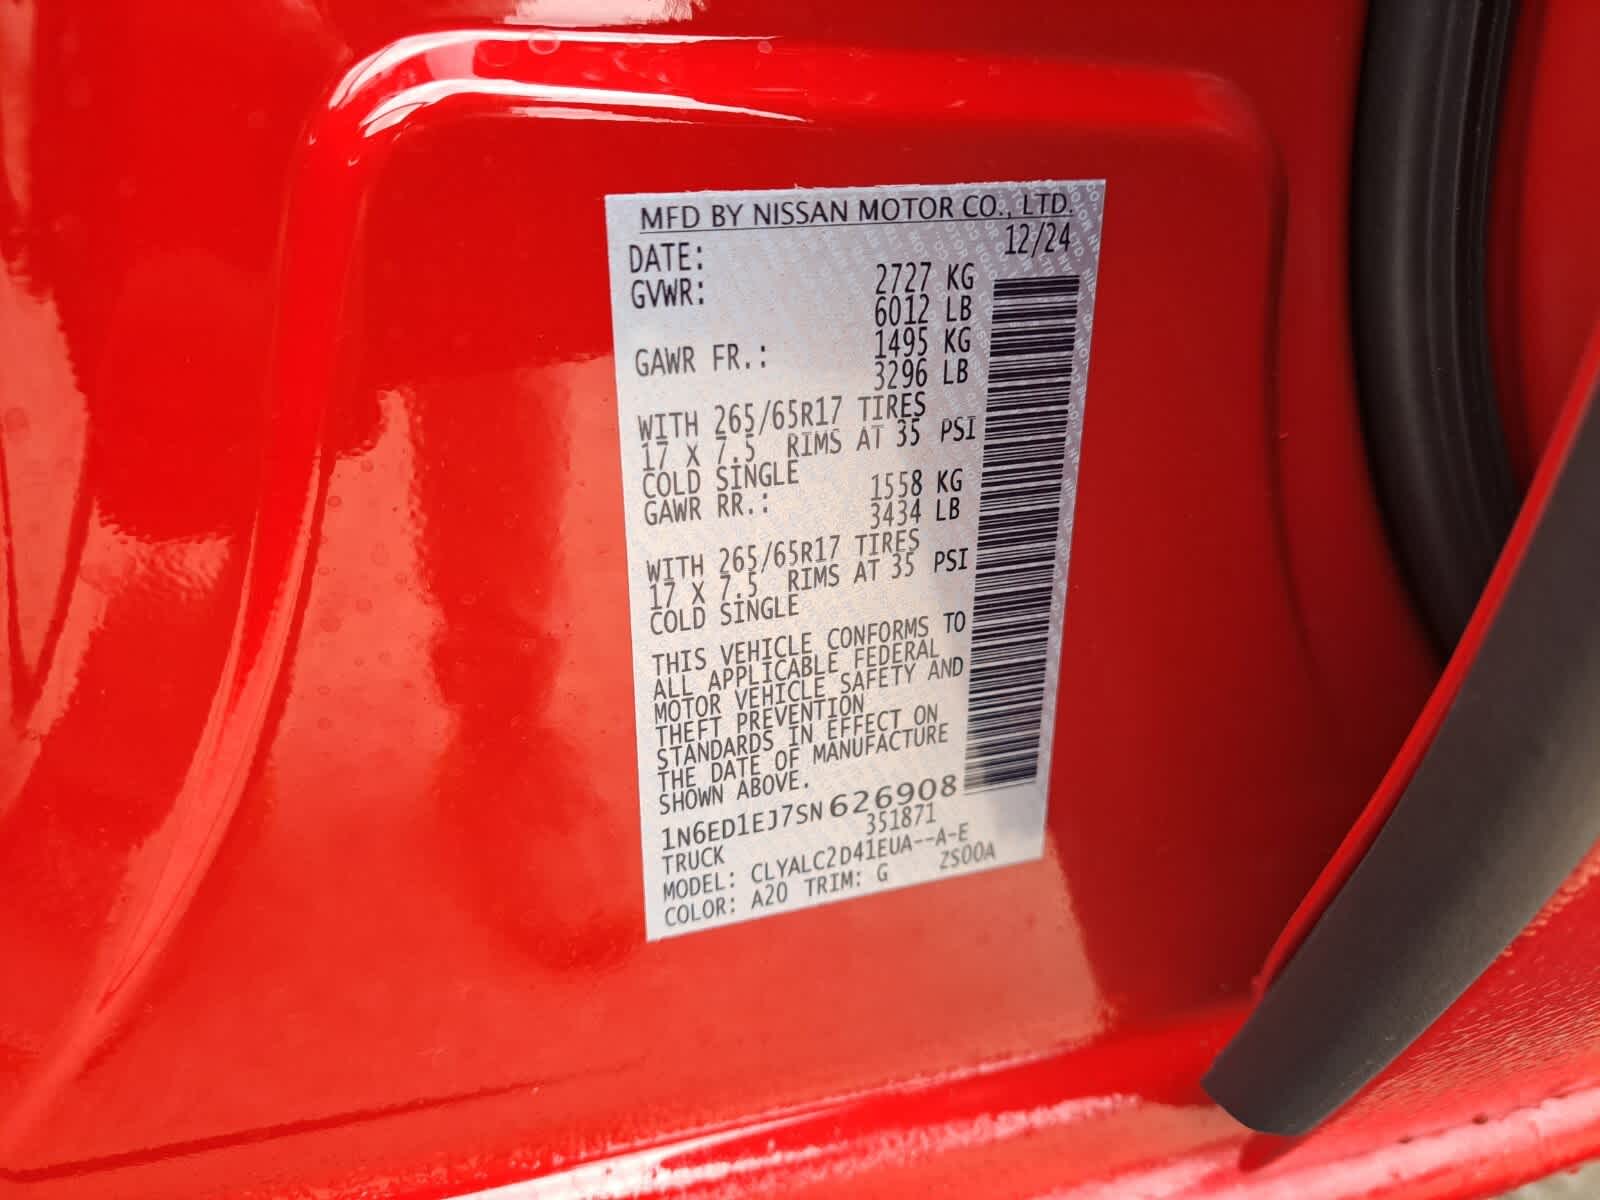 MFD BY NISSAN MOTOR CO., LTD.
DATE: 12/24
GVWR: 2727 KG
6012 LB
GAWR FR.: 1495 KG
3296 LB
WITH 265/65R17 TIRES
17 X 7.5 RIMS AT 35 PSI
COLD SINGLE
GAWR RR.: 1558 KG
3434 LB
WITH 265/65R17 TIRES
17 X 7.5 RIMS AT 35 PSI
COLD SINGLE
THIS VEHICLE CONFORMS TO
ALL APPLICABLE FEDERAL
MOTOR VEHICLE SAFETY AND
THEFT PREVENTION
STANDARDS IN EFFECT ON
THE DATE OF MANUFACTURE
SHOWN ABOVE.
1N6ED1EJ7SN626908
TRUCK 351871
MODEL: CLYALC2D41EUA--A-E
COLOR: A20 TRIM: G ZS00A